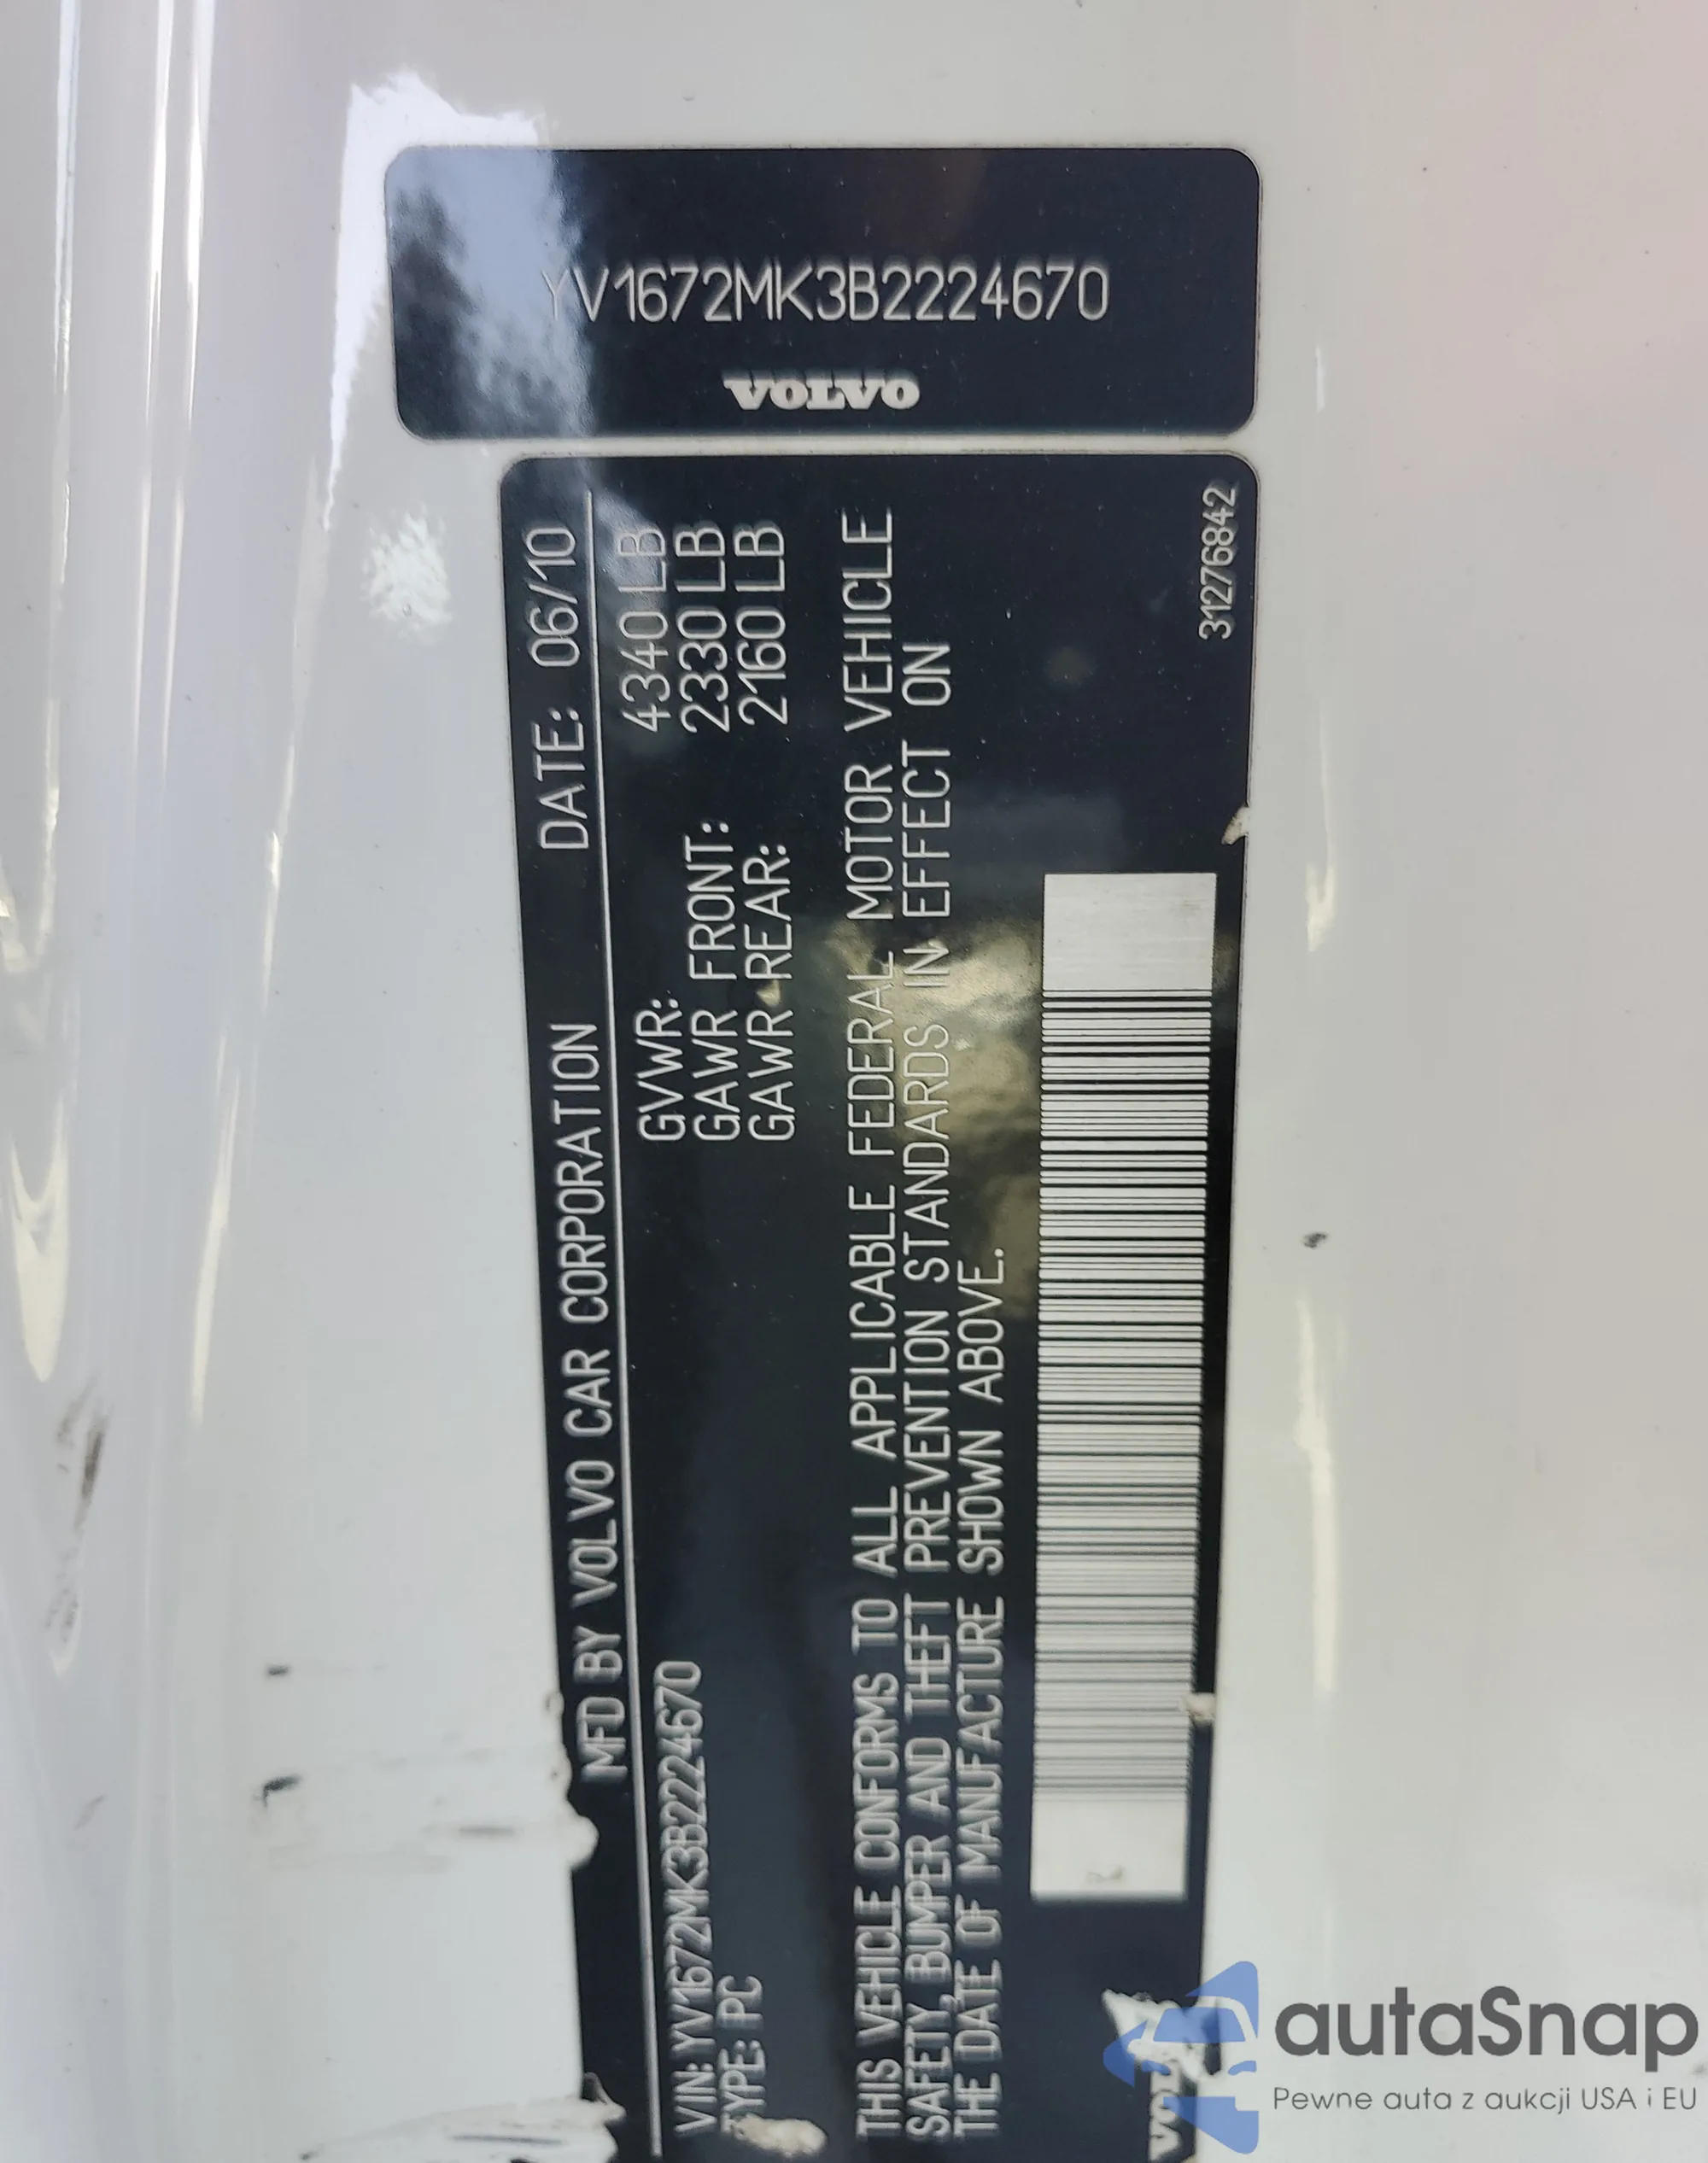 YV1672MK3B2224670
VOLVO
MFD BY VOLVO CAR CORPORATION DATE: 06/10
VIN: YV1672MK3B2224670 GVWR: 4340 LB
TYPE: PC GAWR FRONT: 2330 LB
GAWR REAR: 2160 LB
THIS VEHICLE CONFORMS TO ALL APPLICABLE FEDERAL MOTOR VEHICLE
SAFETY, BUMPER AND THEFT PREVENTION STANDARDS IN EFFECT ON
THE DATE OF MANUFACTURE SHOWN ABOVE.
31276842
autaSnap
Pewne auta z aukcji USA i EU